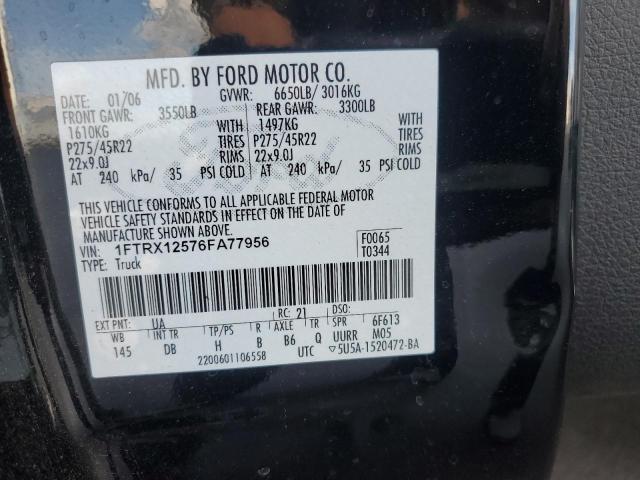 MFD. BY FORD MOTOR CO.
DATE: 01/06 GVWR: 6650LB/ 3016KG
FRONT GAWR: 3550LB REAR GAWR: 3300LB
1610KG WITH 1497KG WITH
P275/45R22 TIRES P275/45R22 TIRES
22x9.0J RIMS 22x9.0J RIMS
AT 240 kPa/ 35 PSI COLD AT 240 kPa/ 35 PSI COLD
THIS VEHICLE CONFORMS TO ALL APPLICABLE FEDERAL MOTOR
VEHICLE SAFETY STANDARDS IN EFFECT ON THE DATE OF
MANUFACTURE SHOWN ABOVE.
VIN: 1FTRX12576FA77956 F0065
TYPE: Truck T0344
EXT PNT: UA RC: 21 DSO:
WB INT TR TP/PS R AXLE TR SPR 6F613
145 DB H B B6 Q UURR M05
2200601106558 UTC ▽5U5A-1520472-BA